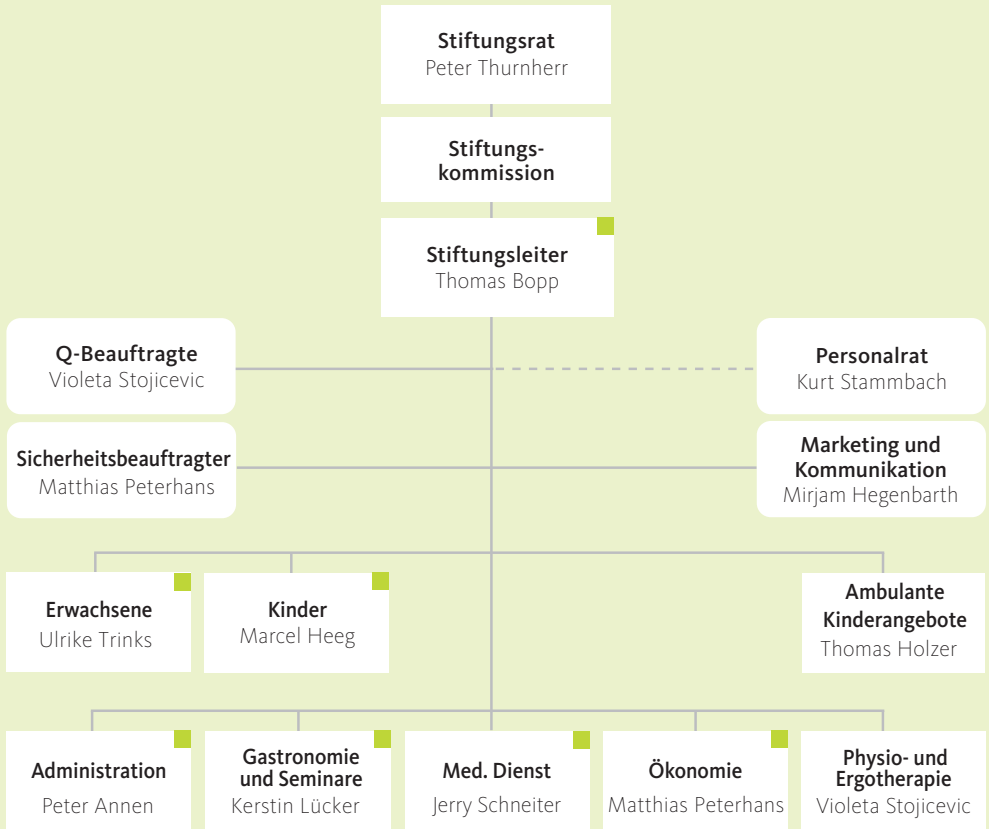 Stiftungsrat
Peter Thurnherr
Stiftungs-
kommission
Stiftungsleiter
Thomas Bopp
Q-Beauftragte
Violeta Stojicevic
Personalrat
Kurt Stammbach
Sicherheitsbeauftragter
Matthias Peterhans
Marketing und
Kommunikation
Mirjam Hegenbarth
Erwachsene
Ulrike Trinks
Kinder
Marcel Heeg
Ambulante
Kinderangebote
Thomas Holzer
Administration
Peter Annen
Gastronomie
und Seminare
Kerstin Lücker
Med. Dienst
Jerry Schneiter
Ökonomie
Matthias Peterhans
Physio- und
Ergotherapie
Violeta Stojicevic